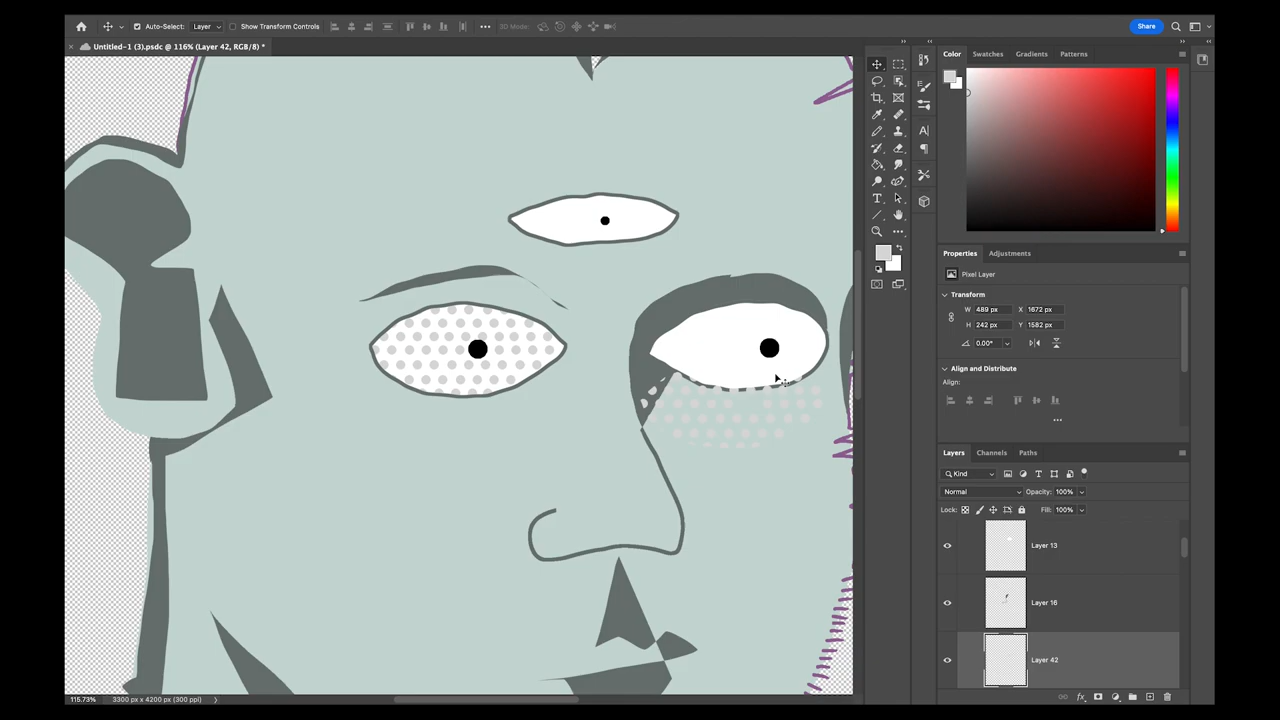 Auto-Select: Layer Show Transform Controls 3D Mode: Share
× Untitled-1 (3).psdc @ 116% (Layer 42, RGB/8) *
Color Swatches Gradients Patterns
Properties Adjustments
Pixel Layer
Transform
W: 489 px X: 1672 px
H: 242 px Y: 1582 px
0.00°
Align and Distribute
Align:
Layers Channels Paths
Kind
Normal Opacity: 100%
Lock: Fill: 100%
Layer 13
Layer 16
Layer 42
fx
115.73% 3300 px x 4200 px (300 ppi)